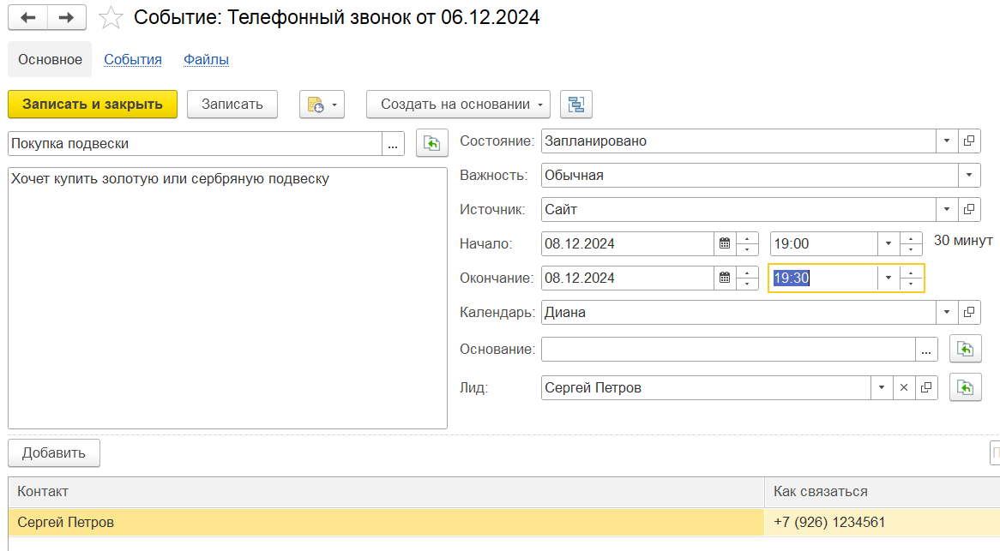 Событие: Телефонный звонок от 06.12.2024
Основное События Файлы
Записать и закрыть Записать Создать на основании
Покупка подвески ...
Хочет купить золотую или сербряную подвеску
Состояние: Запланировано
Важность: Обычная
Источник: Сайт
Начало: 08.12.2024 19:00 30 минут
Окончание: 08.12.2024 19:30
Календарь: Диана
Основание: ...
Лид: Сергей Петров
Добавить
Контакт Как связаться
Сергей Петров +7 (926) 1234561